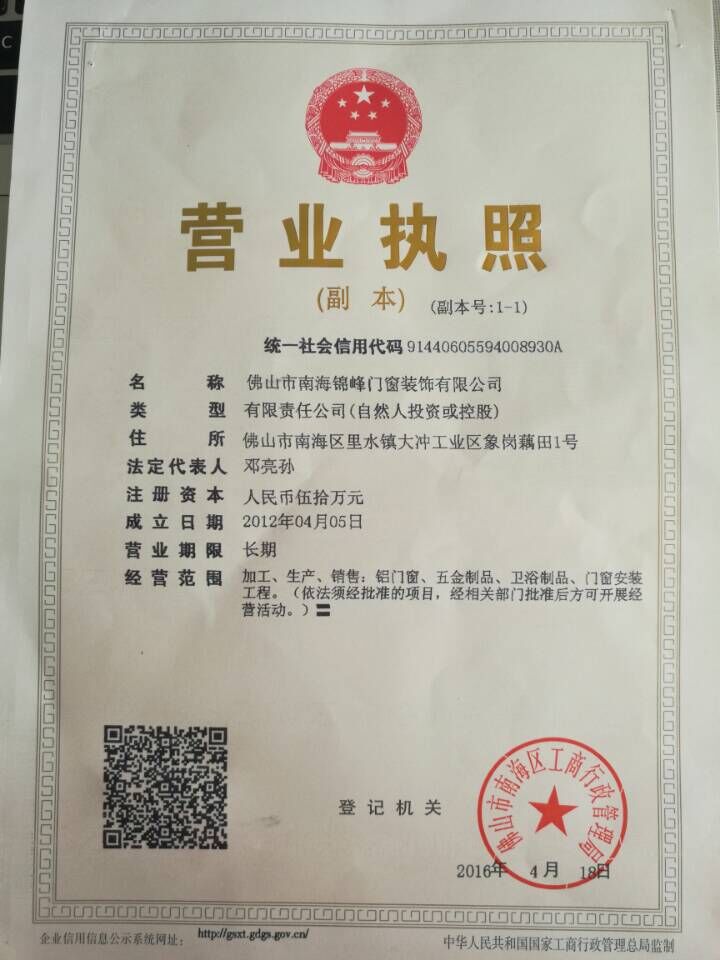 营业执照
(副 本) (副本号:1-1)
统一社会信用代码 91440605594008930A
名 称 佛山市南海锦峰门窗装饰有限公司
类 型 有限责任公司(自然人投资或控股)
住 所 佛山市南海区里水镇大冲工业区象岗藕田1号
法定代表人 邓亮孙
注册资本 人民币伍拾万元
成立日期 2012年04月05日
营业期限 长期
经营范围 加工、生产、销售：铝门窗、五金制品、卫浴制品、门窗安装
工程。（依法须经批准的项目，经相关部门批准后方可开展经
营活动。）〓
佛山市南海区工商行政管理局
登记机关
2016年 4月 18日
企业信用信息公示系统网址： http://gsxt.gdgs.gov.cn/
中华人民共和国国家工商行政管理总局监制